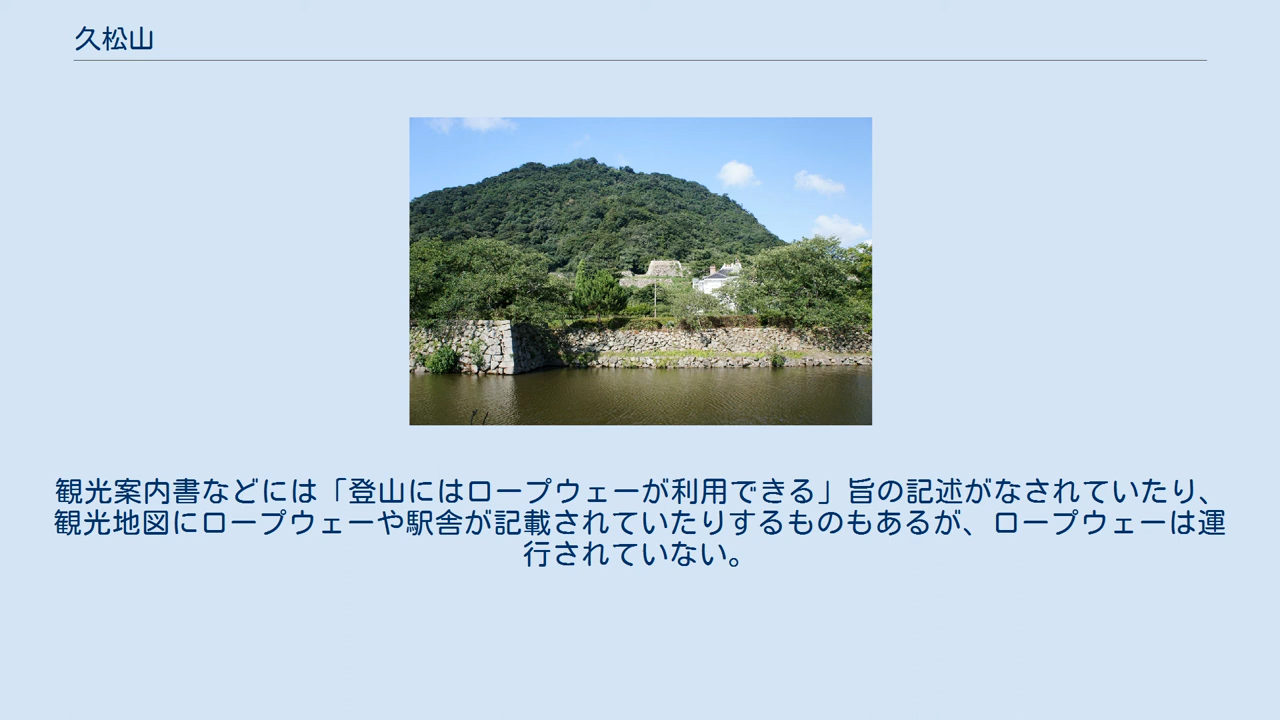 久松山
観光案内書などには「登山にはロープウェーが利用できる」旨の記述がなされていたり、
観光地図にロープウェーや駅舎が記載されていたりするものもあるが、ロープウェーは運
行されていない。